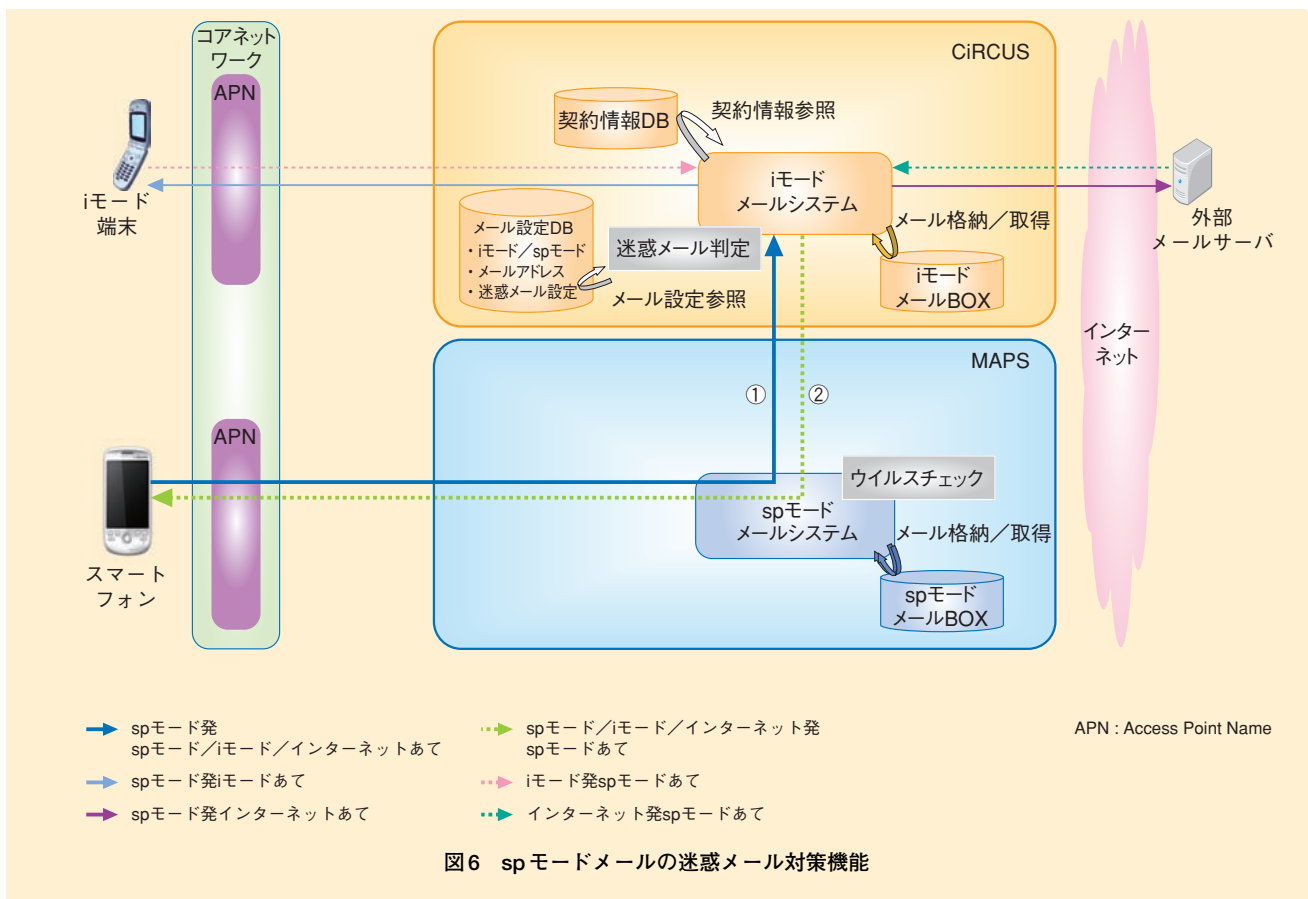 コアネット
ワーク
APN
iモード
端末
CiRCUS
契約情報DB
契約情報参照
iモード
メールシステム
メール設定DB
・iモード／spモード
・メールアドレス
・迷惑メール設定
迷惑メール判定
メール設定参照
メール格納／取得
iモード
メールBOX
外部
メールサーバ
インター
ネット
MAPS
①
②
APN
スマート
フォン
ウイルスチェック
spモード
メールシステム
メール格納／取得
spモード
メールBOX
spモード発
spモード／iモード／インターネットあて
spモード発iモードあて
spモード発インターネットあて
spモード／iモード／インターネット発
spモードあて
iモード発spモードあて
インターネット発spモードあて
APN : Access Point Name
図6 spモードメールの迷惑メール対策機能